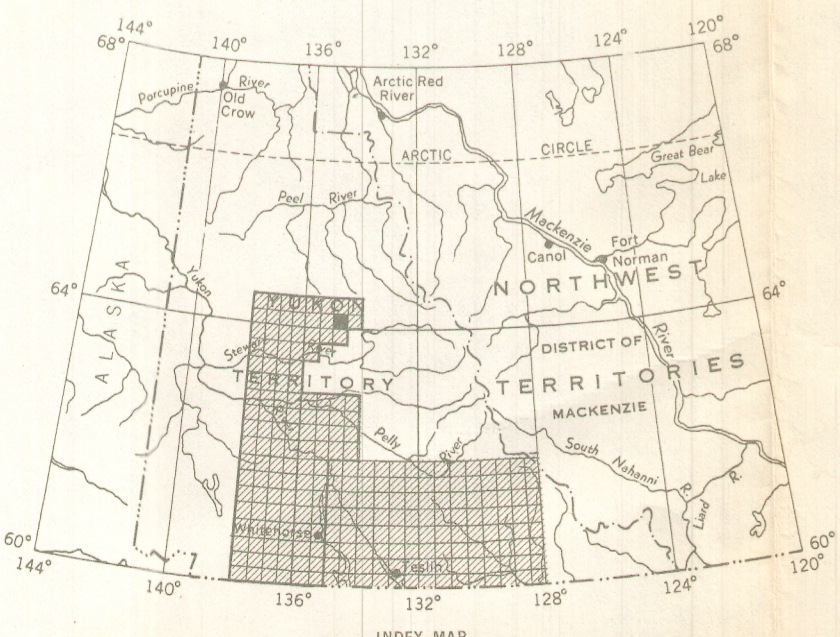 144°
140°
136°
132°
128°
124°
120°
68°
68°
Porcupine
River
Old
Crow
Arctic Red
River
ARCTIC
CIRCLE
Great Bear
Lake
Peel
River
Mackenzie
Canol
Fort
Norman
NORTHWEST
Yukon
64°
64°
ALASKA
YUKON
Stewart
River
DISTRICT OF
River
TERRITORY
TERRITORIES
MACKENZIE
Pelly
River
South
Nahanni
R.
Liard
R.
Whitehorse
Teslin
60°
60°
144°
140°
136°
132°
128°
124°
120°
INDEX MAP